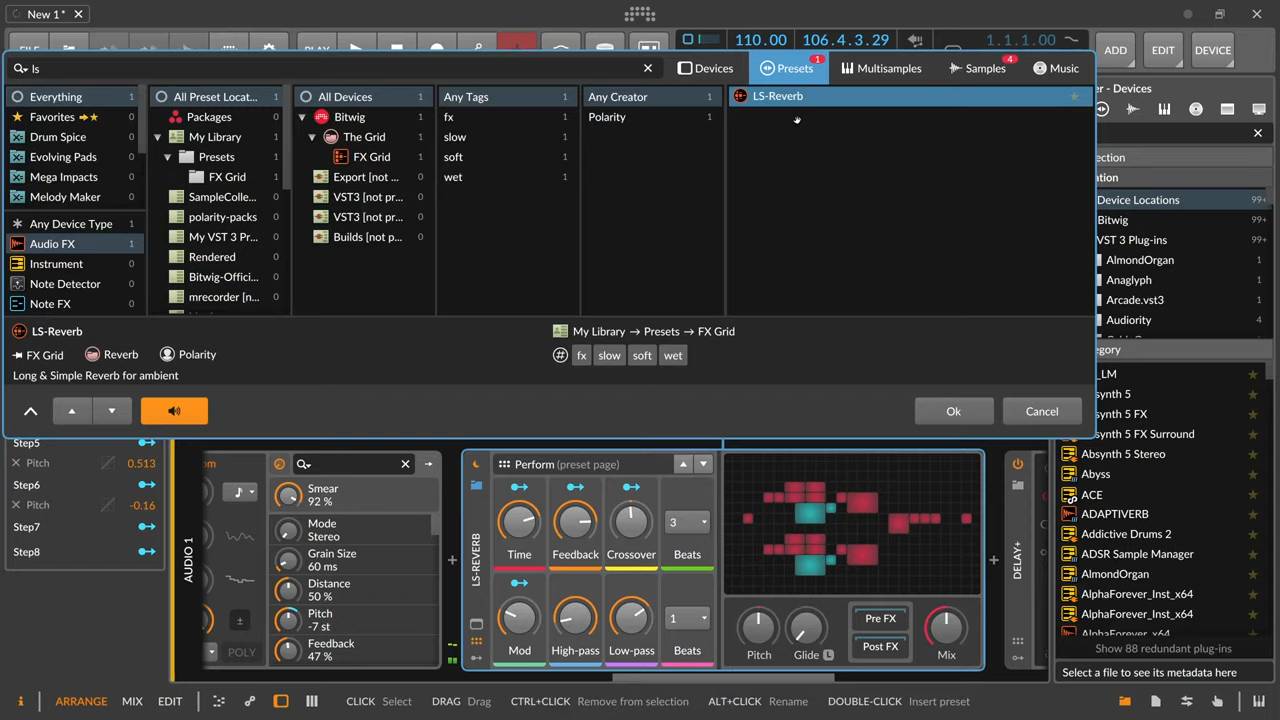 New 1*
FILE
PLAY
110.00
106.4.3.29
1.1.1.00
ADD
EDIT
DEVICE
ls
Devices
Presets 1
Multisamples
Samples 4
Music
Everything 1
Favorites 0
Drum Spice 0
Evolving Pads 0
Mega Impacts 0
Melody Maker 0
Any Device Type 1
Audio FX 1
Instrument 0
Note Detector 0
Note FX 0
All Preset Locat... 1
Packages 0
My Library 1
Presets 1
FX Grid 1
SampleColle... 0
polarity-packs 0
My VST 3 Pr... 0
Rendered 0
Bitwig-Offici... 0
mrecorder [n... 0
All Devices 1
Bitwig 1
The Grid 1
FX Grid 1
Export [not ... 0
VST3 [not pr... 0
VST3 [not pr... 0
Builds [not p... 0
Any Tags 1
fx 1
slow 1
soft 1
wet 1
Any Creator 1
Polarity 1
LS-Reverb
LS-Reverb
FX Grid
Reverb
Polarity
Long & Simple Reverb for ambient
My Library → Presets → FX Grid
fx
slow
soft
wet
Ok
Cancel
er - Devices
ection
ation
Device Locations 99+
Bitwig 99+
VST 3 Plug-ins 99+
AlmondOrgan 1
Anaglyph 1
Arcade.vst3 1
Audiority 4
egory
_LM
synth 5
synth 5 FX
synth 5 FX Surround
Absynth 5 Stereo
Abyss
ACE
ADAPTIVERB
Addictive Drums 2
ADSR Sample Manager
AlmondOrgan
AlphaForever_Inst_x64
AlphaForever_Inst_x64
AlphaForever_x64
Show 88 redundant plug-ins
Select a file to see its metadata here
Step5
Pitch 0.513
Step6
Pitch -0.16
Step7
Step8
AUDIO 1
om
POLY
Smear
92 %
Mode
Stereo
Grain Size
60 ms
Distance
50 %
Pitch
-7 st
Feedback
47 %
LS-REVERB
Perform (preset page)
Time
Feedback
Crossover
3
Beats
Mod
High-pass
Low-pass
1
Beats
Pitch
Glide L
Pre FX
Post FX
Mix
DELAY+
ARRANGE
MIX
EDIT
CLICK Select
DRAG Drag
CTRL+CLICK Remove from selection
ALT+CLICK Rename
DOUBLE-CLICK Insert preset